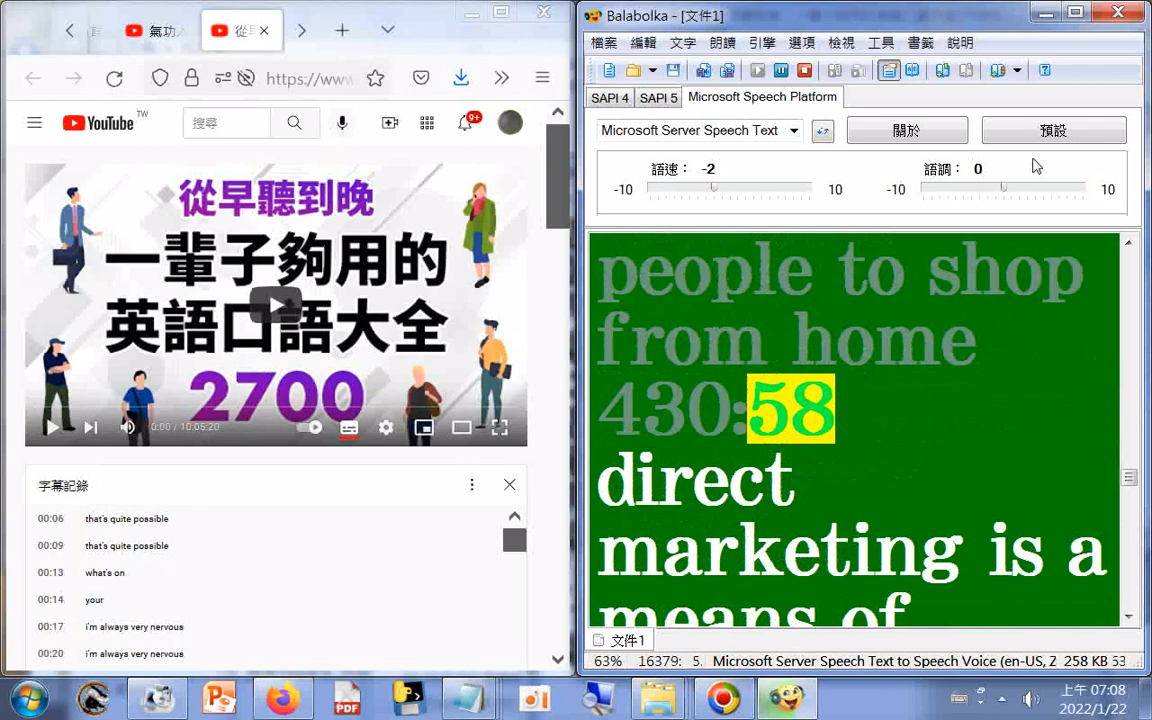 氣功
從
https://www
YouTube TW
搜尋
9+
從早聽到晚
一輩子夠用的
英語口語大全
2700
0:00 / 10:05:20
字幕記錄
00:06 that's quite possible
00:09 that's quite possible
00:13 what's on
00:14 your
00:17 i'm always very nervous
00:20 i'm always very nervous
Balabolka - [文件1]
檔案 編輯 文字 朗讀 引擎 選項 檢視 工具 書籤 說明
SAPI 4 SAPI 5 Microsoft Speech Platform
Microsoft Server Speech Text 關於 預設
語速： -2 語調： 0
-10 10 -10 10
people to shop
from home
430:58
direct
marketing is a
means of
文件1
63% 16379: 5. Microsoft Server Speech Text to Speech Voice (en-US, Z 258 KB 53
PDF
上午 07:08
2022/1/22